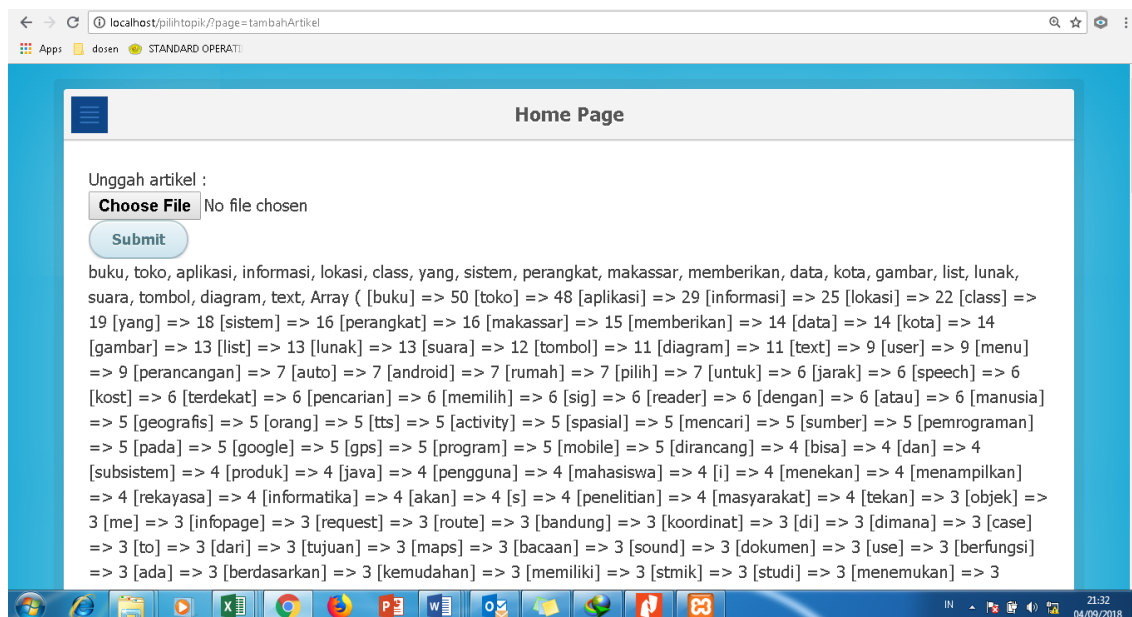 localhost/pilihtopik/?page=tambahArtikel
Apps dosen STANDARD OPERATI
Home Page
Unggah artikel :
Choose File No file chosen
Submit
buku, toko, aplikasi, informasi, lokasi, class, yang, sistem, perangkat, makassar, memberikan, data, kota, gambar, list, lunak,
suara, tombol, diagram, text, Array ( [buku] => 50 [toko] => 48 [aplikasi] => 29 [informasi] => 25 [lokasi] => 22 [class] =>
19 [yang] => 18 [sistem] => 16 [perangkat] => 16 [makassar] => 15 [memberikan] => 14 [data] => 14 [kota] => 14
[gambar] => 13 [list] => 13 [lunak] => 13 [suara] => 12 [tombol] => 11 [diagram] => 11 [text] => 9 [user] => 9 [menu]
=> 9 [perancangan] => 7 [auto] => 7 [android] => 7 [rumah] => 7 [pilih] => 7 [untuk] => 6 [jarak] => 6 [speech] => 6
[kost] => 6 [terdekat] => 6 [pencarian] => 6 [memilih] => 6 [sig] => 6 [reader] => 6 [dengan] => 6 [atau] => 6 [manusia]
=> 5 [geografis] => 5 [orang] => 5 [tts] => 5 [activity] => 5 [spasial] => 5 [mencari] => 5 [sumber] => 5 [pemrograman]
=> 5 [pada] => 5 [google] => 5 [gps] => 5 [program] => 5 [mobile] => 5 [dirancang] => 4 [bisa] => 4 [dan] => 4
[subsistem] => 4 [produk] => 4 [java] => 4 [pengguna] => 4 [mahasiswa] => 4 [i] => 4 [menekan] => 4 [menampilkan]
=> 4 [rekayasa] => 4 [informatika] => 4 [akan] => 4 [s] => 4 [penelitian] => 4 [masyarakat] => 4 [tekan] => 3 [objek] =>
3 [me] => 3 [infopage] => 3 [request] => 3 [route] => 3 [bandung] => 3 [koordinat] => 3 [di] => 3 [dimana] => 3 [case]
=> 3 [to] => 3 [dari] => 3 [tujuan] => 3 [maps] => 3 [bacaan] => 3 [sound] => 3 [dokumen] => 3 [use] => 3 [berfungsi]
=> 3 [ada] => 3 [berdasarkan] => 3 [kemudahan] => 3 [memiliki] => 3 [stmik] => 3 [studi] => 3 [menemukan] => 3
IN 21:32
04/09/2018